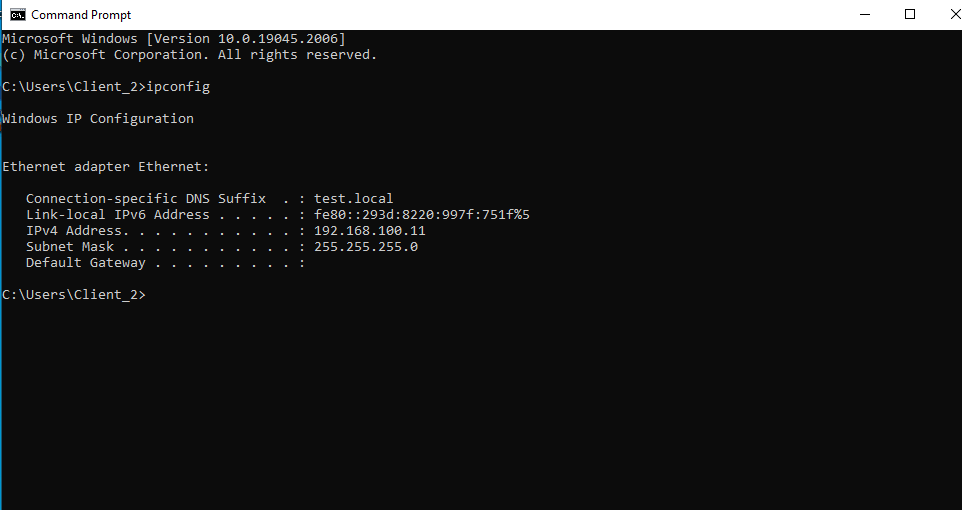 Command Prompt
Microsoft Windows [Version 10.0.19045.2006]
(c) Microsoft Corporation. All rights reserved.
C:\Users\Client_2>ipconfig
Windows IP Configuration
Ethernet adapter Ethernet:
Connection-specific DNS Suffix  . : test.local
Link-local IPv6 Address . . . . . : fe80::293d:8220:997f:751f%5
IPv4 Address. . . . . . . . . . . : 192.168.100.11
Subnet Mask . . . . . . . . . . . : 255.255.255.0
Default Gateway . . . . . . . . . :
C:\Users\Client_2>